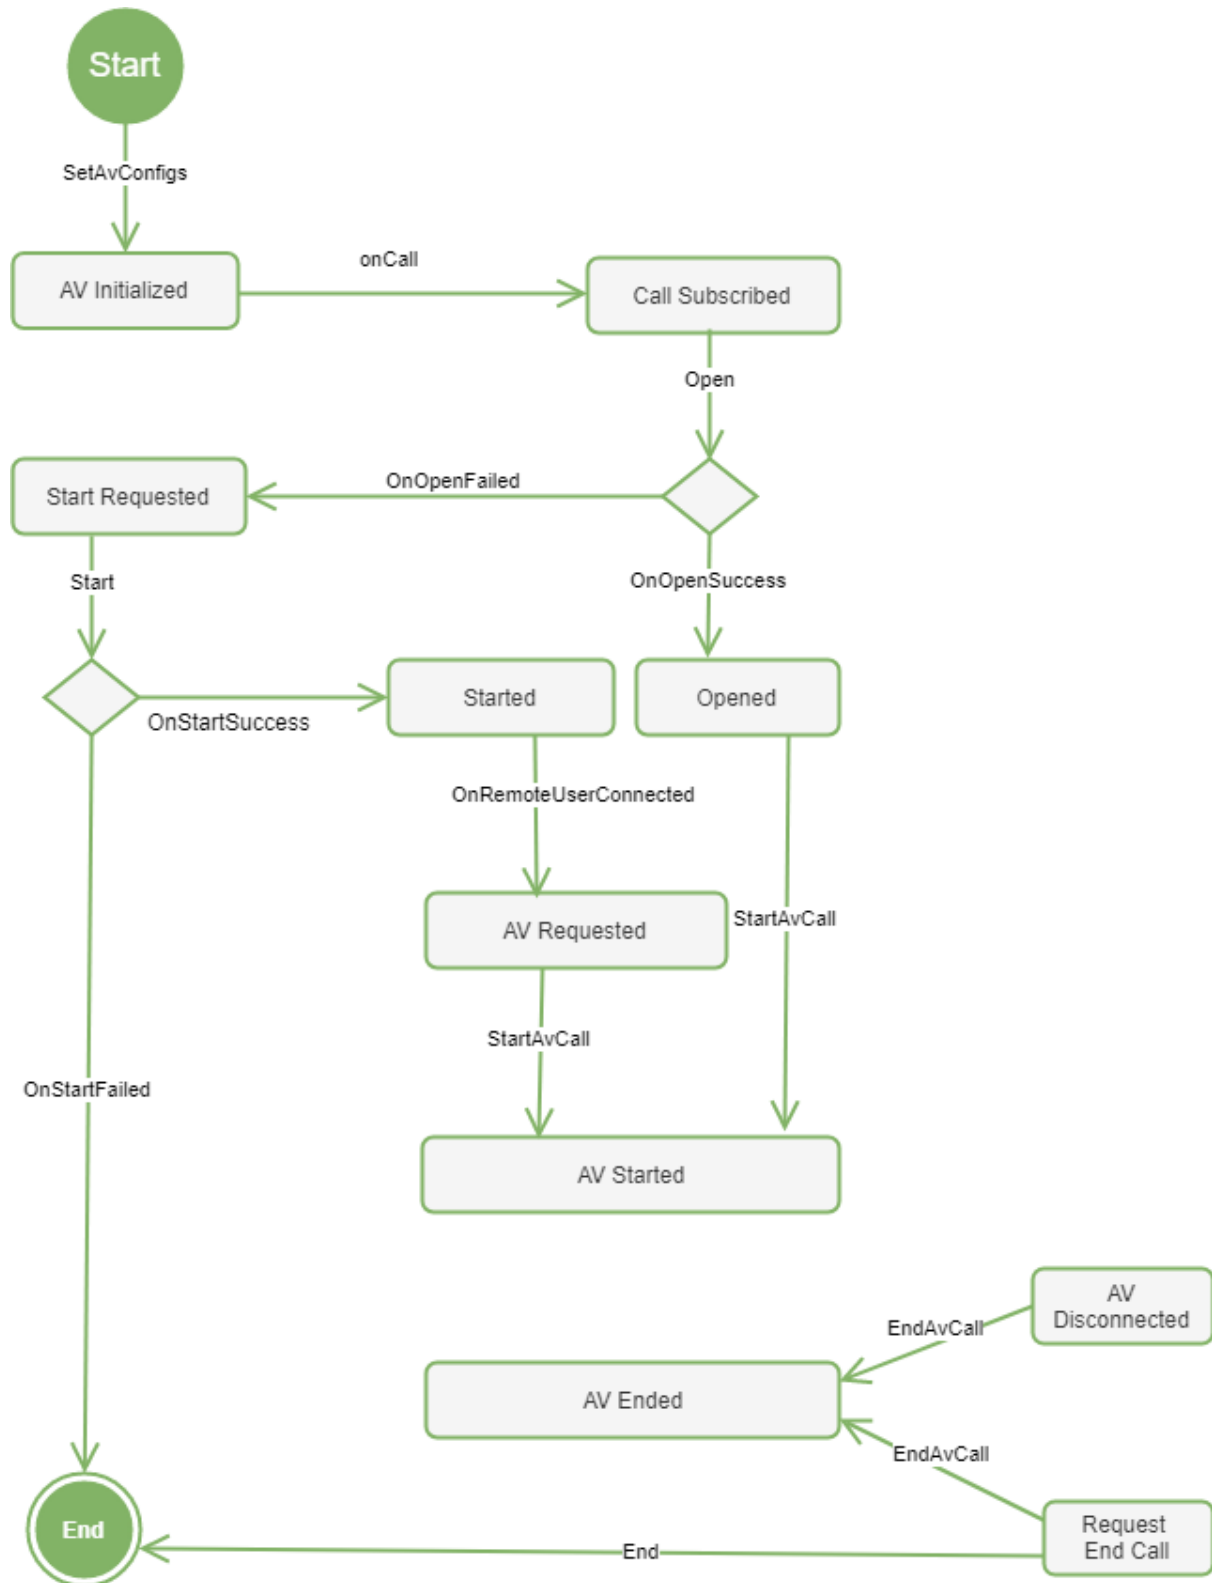 Start
SetAvConfigs
AV Initialized
onCall
Call Subscribed
Open
Start Requested
OnOpenFailed
Start
OnOpenSuccess
OnStartSuccess
Started
Opened
OnRemoteUserConnected
AV Requested
StartAvCall
StartAvCall
OnStartFailed
AV Started
AV
Disconnected
EndAvCall
AV Ended
EndAvCall
Request
End Call
End
End